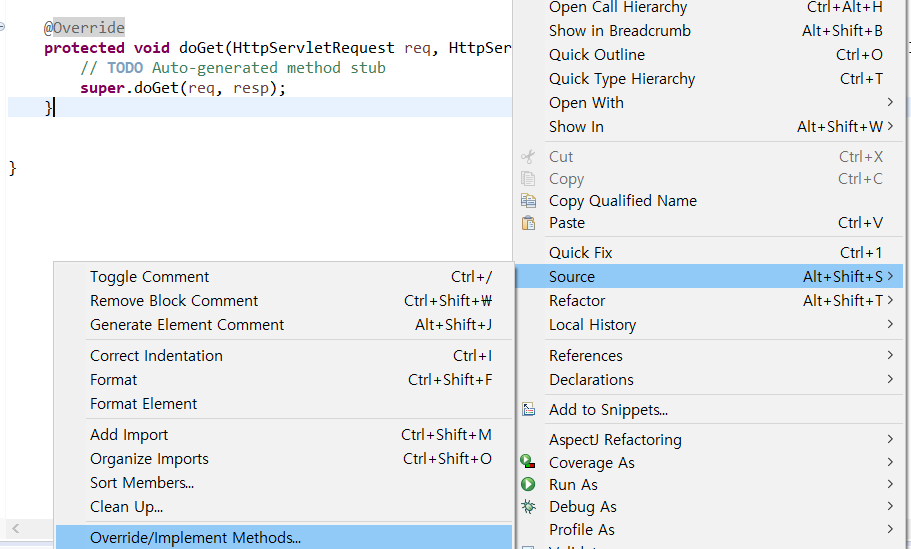 @Override
protected void doGet(HttpServletRequest req, HttpSer
// TODO Auto-generated method stub
super.doGet(req, resp);
}
}
Open Call Hierarchy Ctrl+Alt+H
Show in Breadcrumb Alt+Shift+B
Quick Outline Ctrl+O
Quick Type Hierarchy Ctrl+T
Open With
Show In Alt+Shift+W
Cut Ctrl+X
Copy Ctrl+C
Copy Qualified Name
Paste Ctrl+V
Quick Fix Ctrl+1
Source Alt+Shift+S
Refactor Alt+Shift+T
Local History
References
Declarations
Add to Snippets...
AspectJ Refactoring
Coverage As
Run As
Debug As
Profile As
Toggle Comment Ctrl+/
Remove Block Comment Ctrl+Shift+₩
Generate Element Comment Alt+Shift+J
Correct Indentation Ctrl+I
Format Ctrl+Shift+F
Format Element
Add Import Ctrl+Shift+M
Organize Imports Ctrl+Shift+O
Sort Members...
Clean Up...
Override/Implement Methods...